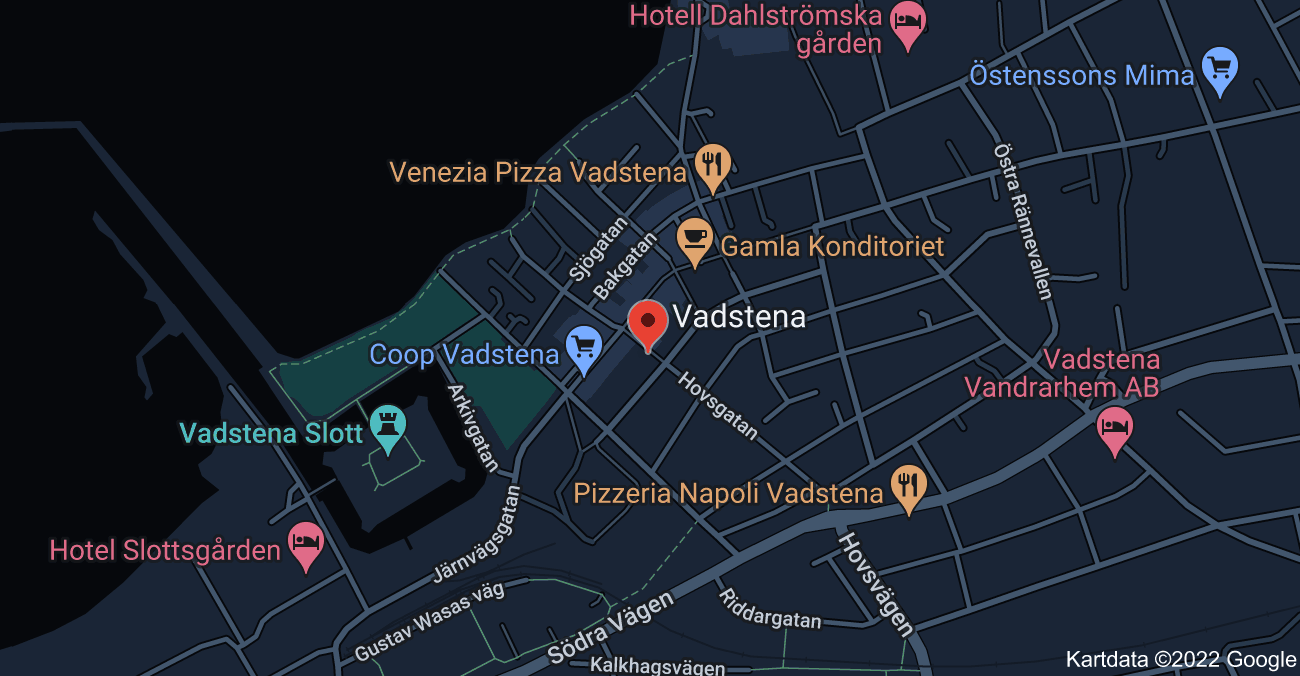 Hotell Dahlströmska
gården
Östenssons Mima
Venezia Pizza Vadstena
Östra Rännevallen
Sjögatan
Bakgatan
Gamla Konditoriet
Vadstena
Coop Vadstena
Vadstena
Vandrarhem AB
Hovsgatan
Arkivgatan
Vadstena Slott
Pizzeria Napoli Vadstena
Järnvägsgatan
Hotel Slottsgården
Hovsvägen
Gustav Wasas väg
Riddargatan
Södra Vägen
Kalkhagsvägen
Kartdata ©2022 Google